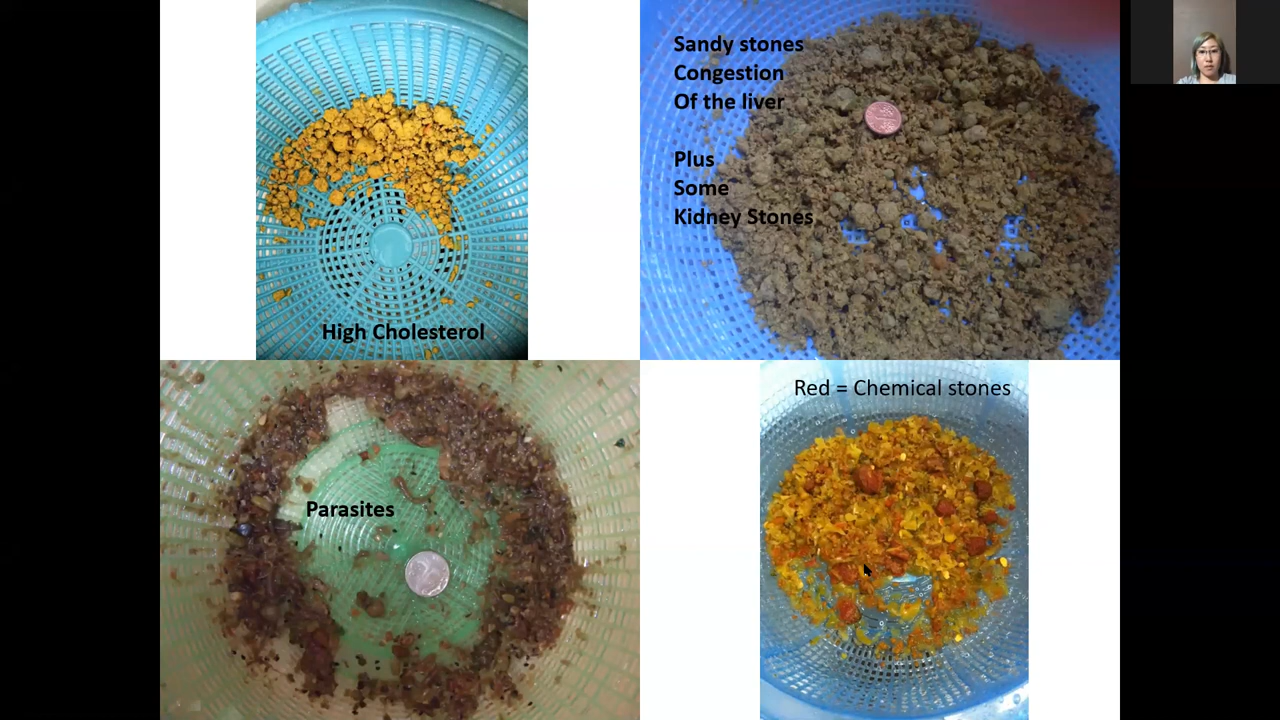 High Cholesterol
Sandy stones
Congestion
Of the liver
Plus
Some
Kidney Stones
Parasites
Red = Chemical stones